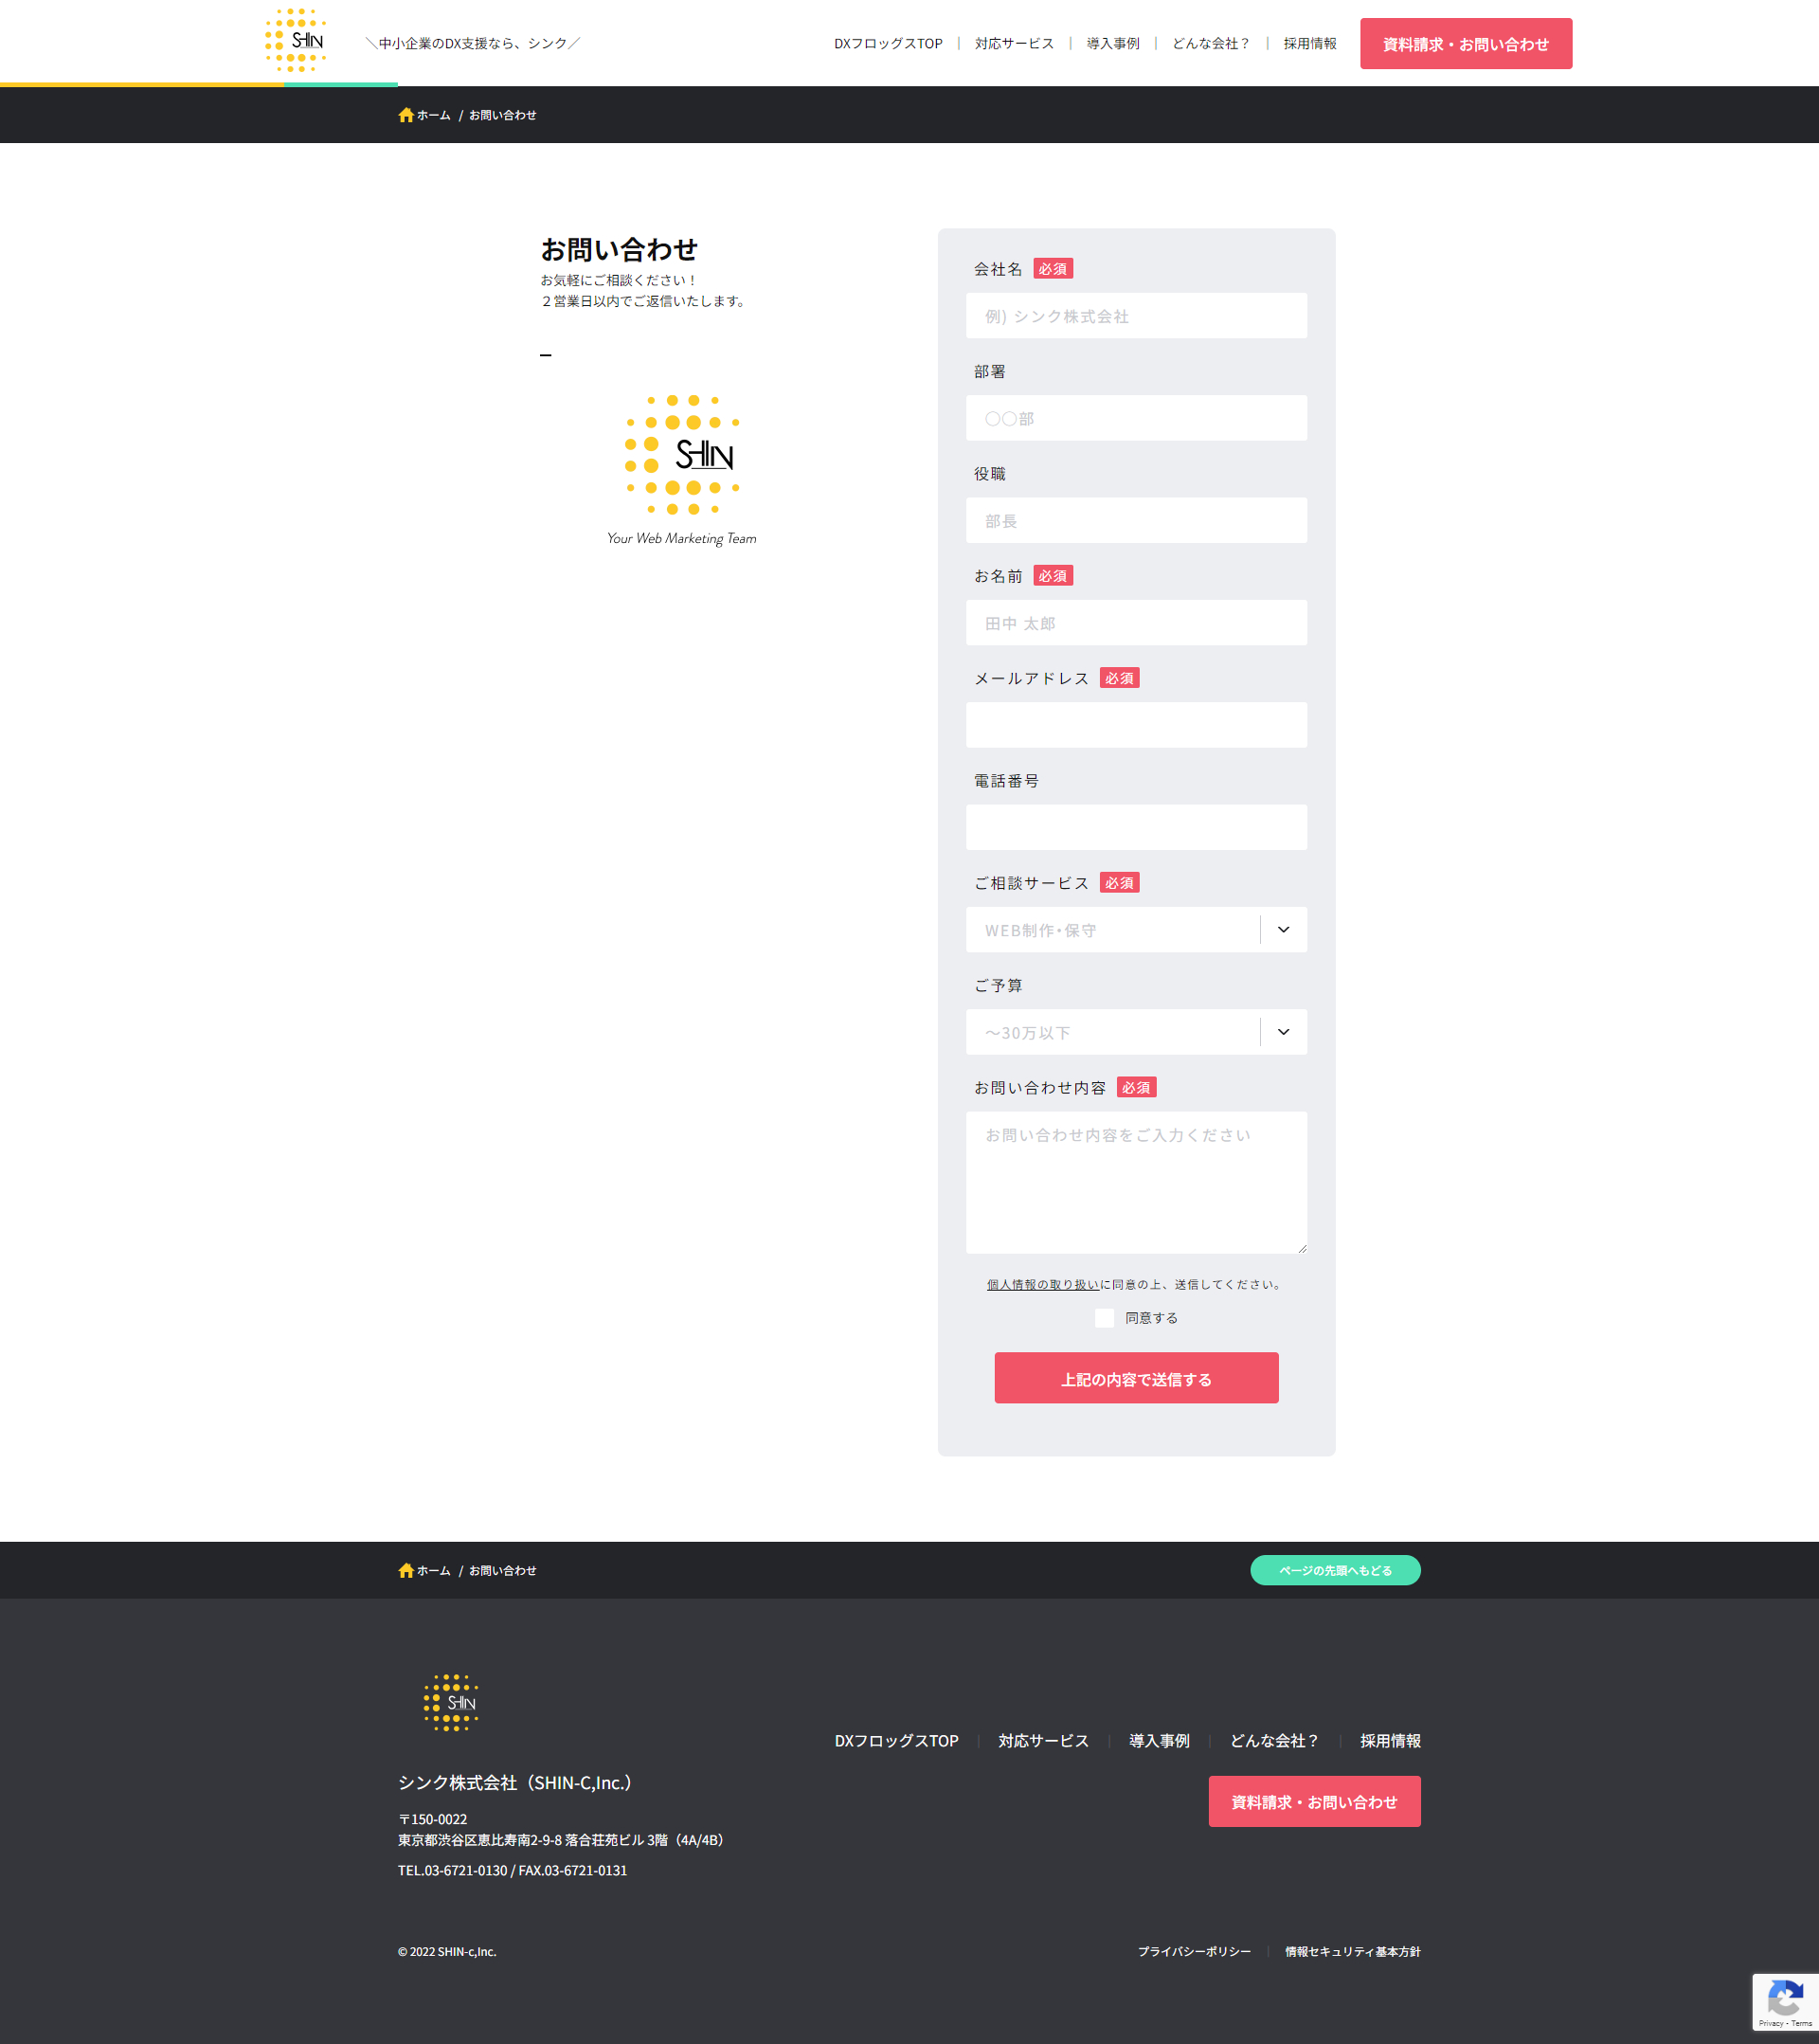 SHIN
＼中小企業のDX支援なら、シンク／
DXフロッグスTOP | 対応サービス | 導入事例 | どんな会社？ | 採用情報
資料請求・お問い合わせ
ホーム / お問い合わせ
お問い合わせ
お気軽にご相談ください！
２営業日以内でご返信いたします。
SHIN
Your Web Marketing Team
会社名 必須
例) シンク株式会社
部署
〇〇部
役職
部長
お名前 必須
田中 太郎
メールアドレス 必須
電話番号
ご相談サービス 必須
WEB制作・保守
ご予算
〜30万以下
お問い合わせ内容 必須
お問い合わせ内容をご入力ください
個人情報の取り扱いに同意の上、送信してください。
同意する
上記の内容で送信する
ホーム / お問い合わせ
ページの先頭へもどる
SHIN
DXフロッグスTOP | 対応サービス | 導入事例 | どんな会社？ | 採用情報
資料請求・お問い合わせ
シンク株式会社（SHIN-C,Inc.）
〒150-0022
東京都渋谷区恵比寿南2-9-8 落合荘苑ビル 3階（4A/4B）
TEL.03-6721-0130 / FAX.03-6721-0131
© 2022 SHIN-c,Inc.
プライバシーポリシー | 情報セキュリティ基本方針
Privacy - Terms